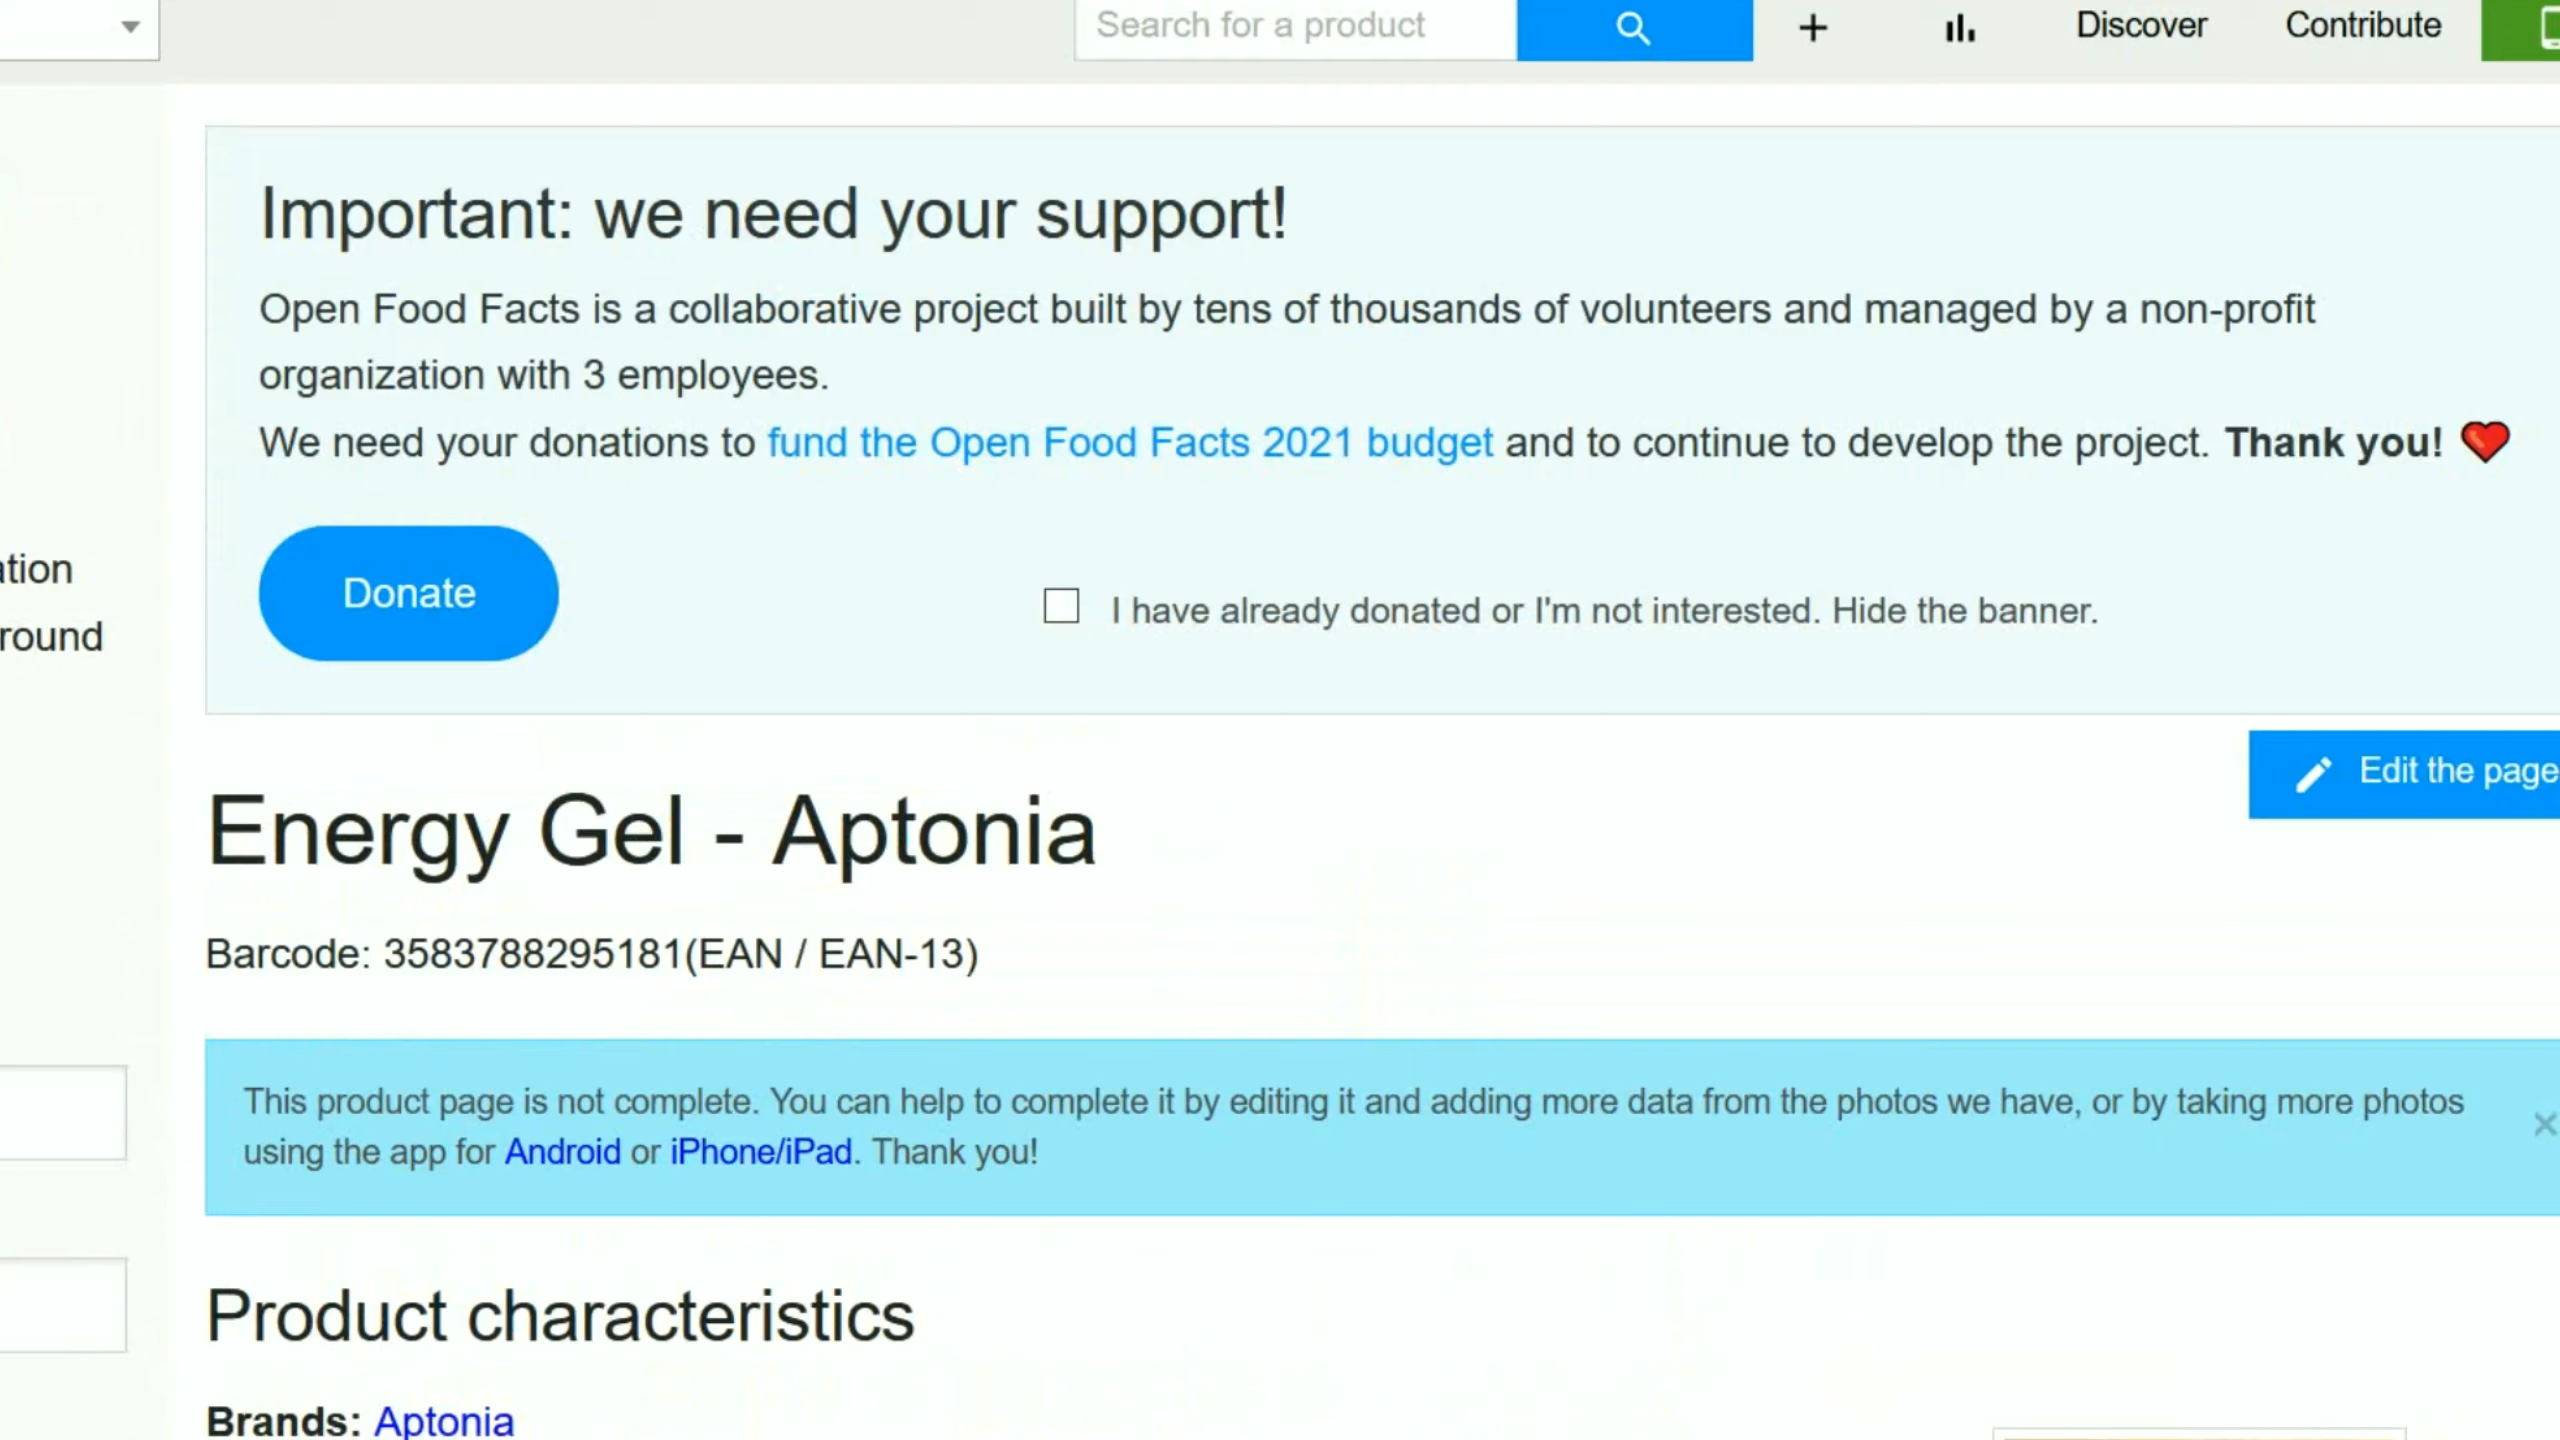 Search for a product
Discover
Contribute
Important: we need your support!
Open Food Facts is a collaborative project built by tens of thousands of volunteers and managed by a non-profit
organization with 3 employees.
We need your donations to fund the Open Food Facts 2021 budget and to continue to develop the project. Thank you! ❤️
ation
round
Donate
I have already donated or I'm not interested. Hide the banner.
Edit the page
Energy Gel - Aptonia
Barcode: 3583788295181(EAN / EAN-13)
This product page is not complete. You can help to complete it by editing it and adding more data from the photos we have, or by taking more photos
using the app for Android or iPhone/iPad. Thank you!
Product characteristics
Brands: Aptonia